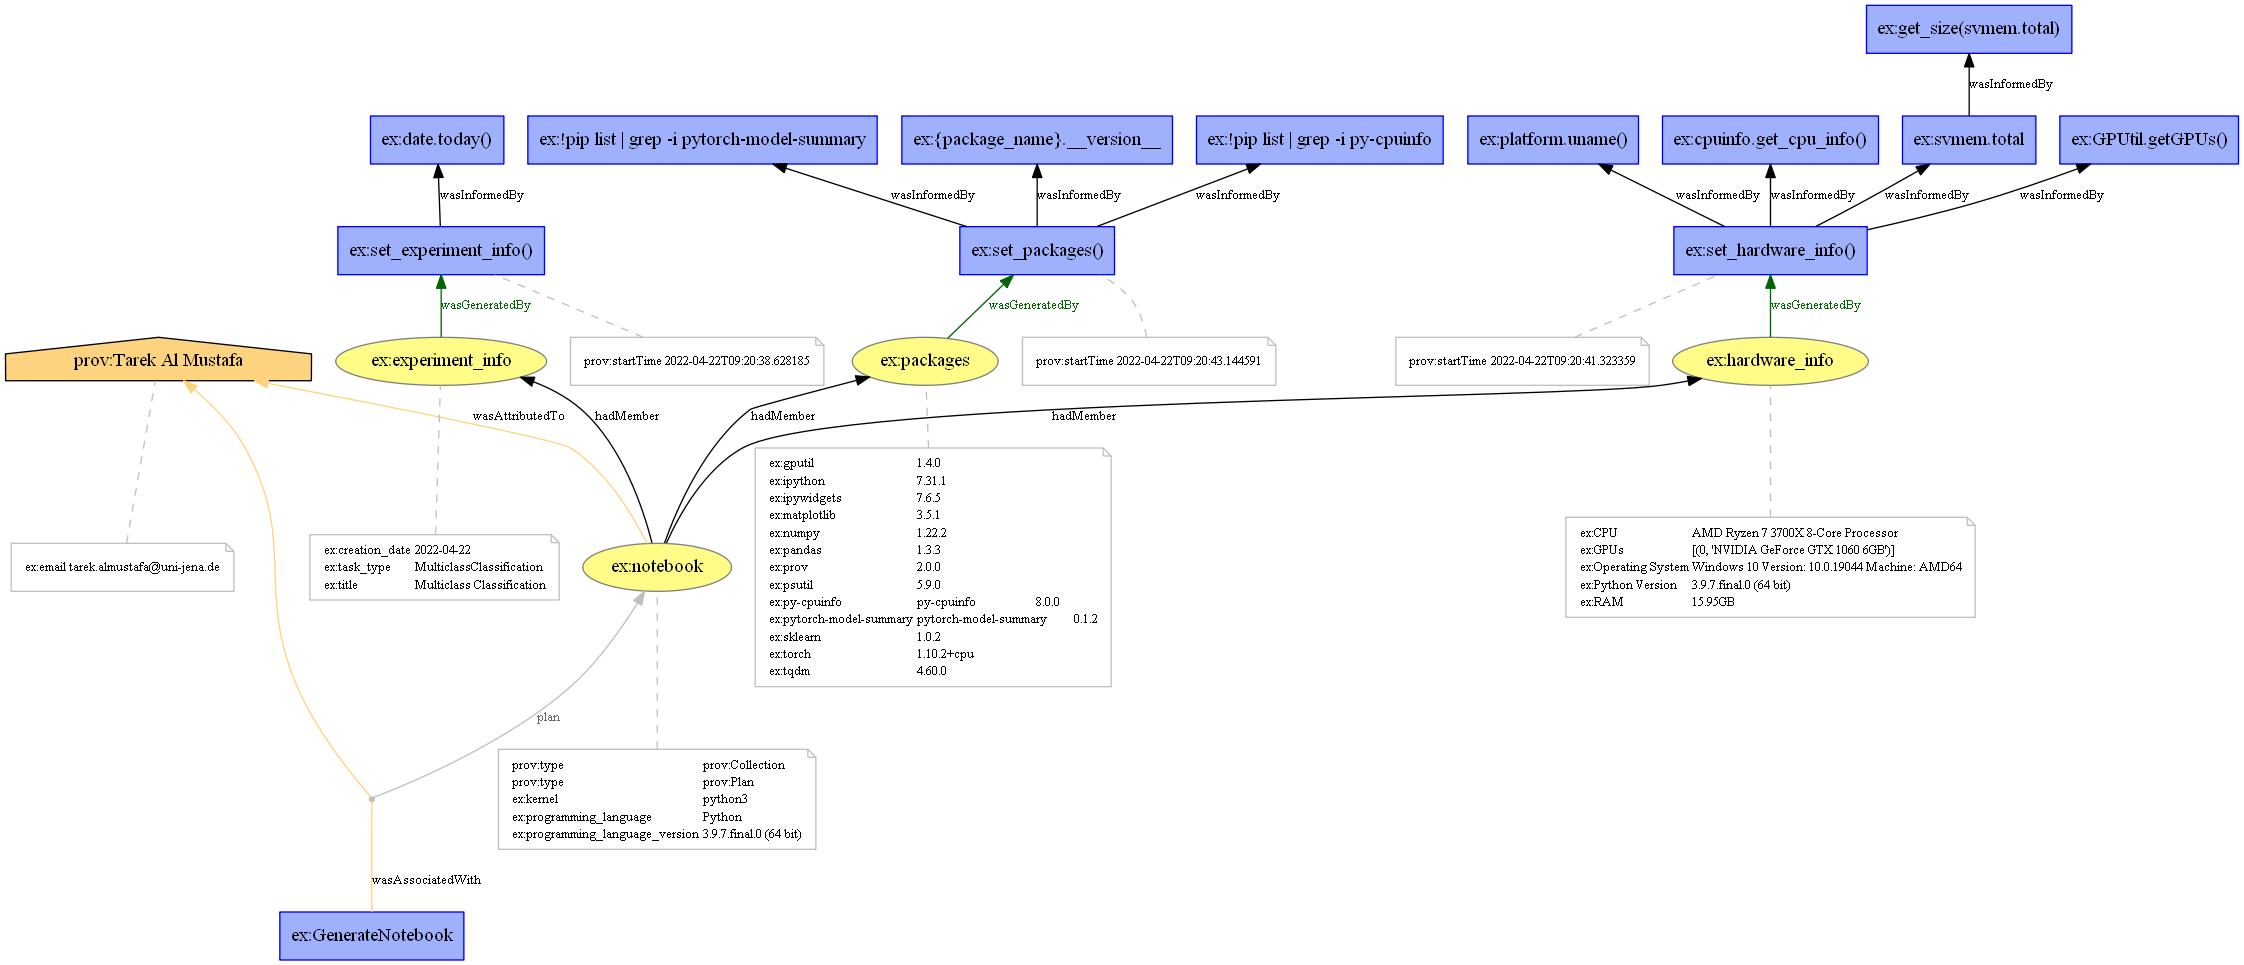 ex:get_size(svmem.total)
wasInformedBy
ex:date.today()
ex:!pip list | grep -i pytorch-model-summary
ex:{package_name}.__version__
ex:!pip list | grep -i py-cpuinfo
ex:platform.uname()
ex:cpuinfo.get_cpu_info()
ex:svmem.total
ex:GPUtil.getGPUs()
wasInformedBy
wasInformedBy
wasInformedBy
wasInformedBy
wasInformedBy
wasInformedBy
wasInformedBy
wasInformedBy
ex:set_experiment_info()
ex:set_packages()
ex:set_hardware_info()
wasGeneratedBy
wasGeneratedBy
wasGeneratedBy
prov:Tarek Al Mustafa
ex:experiment_info
prov:startTime 2022-04-22T09:20:38.628185
ex:packages
prov:startTime 2022-04-22T09:20:43.144591
prov:startTime 2022-04-22T09:20:41.323359
ex:hardware_info
wasAttributedTo
hadMember
hadMember
hadMember
ex:gputil 1.4.0
ex:ipython 7.31.1
ex:ipywidgets 7.6.5
ex:matplotlib 3.5.1
ex:numpy 1.22.2
ex:pandas 1.3.3
ex:prov 2.0.0
ex:psutil 5.9.0
ex:py-cpuinfo py-cpuinfo 8.0.0
ex:pytorch-model-summary pytorch-model-summary 0.1.2
ex:sklearn 1.0.2
ex:torch 1.10.2+cpu
ex:tqdm 4.60.0
ex:CPU AMD Ryzen 7 3700X 8-Core Processor
ex:GPUs [(0, 'NVIDIA GeForce GTX 1060 6GB')]
ex:Operating System Windows 10 Version: 10.0.19044 Machine: AMD64
ex:Python Version 3.9.7.final.0 (64 bit)
ex:RAM 15.95GB
ex:email tarek.almustafa@uni-jena.de
ex:creation_date 2022-04-22
ex:task_type MulticlassClassification
ex:title Multiclass Classification
ex:notebook
plan
prov:type prov:Collection
prov:type prov:Plan
ex:kernel python3
ex:programming_language Python
ex:programming_language_version 3.9.7.final.0 (64 bit)
wasAssociatedWith
ex:GenerateNotebook